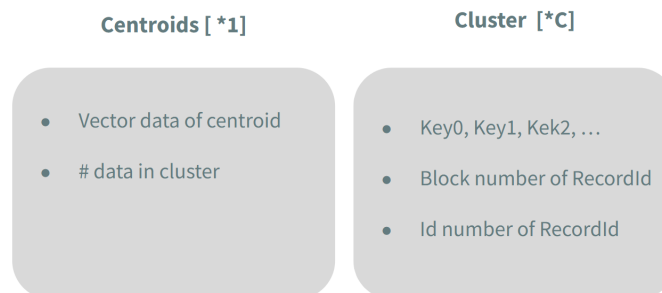 Centroids [ *1]
Cluster [*C]
● Vector data of centroid
● # data in cluster
● Key0, Key1, Kek2, …
● Block number of RecordId
● Id number of RecordId